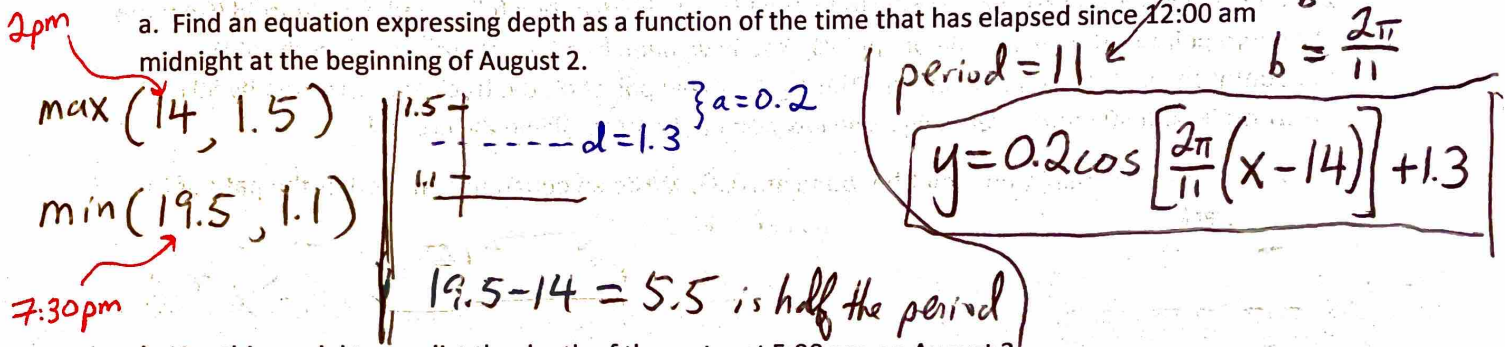 2pm
a. Find an equation expressing depth as a function of the time that has elapsed since 12:00 am
midnight at the beginning of August 2.
max (14, 1.5)
min (19.5, 1.1)
7:30pm
1.5
1.1
d=1.3
}a=0.2
19.5-14 = 5.5 is half the period
period = 11
b = 2π/11
y=0.2cos[2π/11(x-14)]+1.3